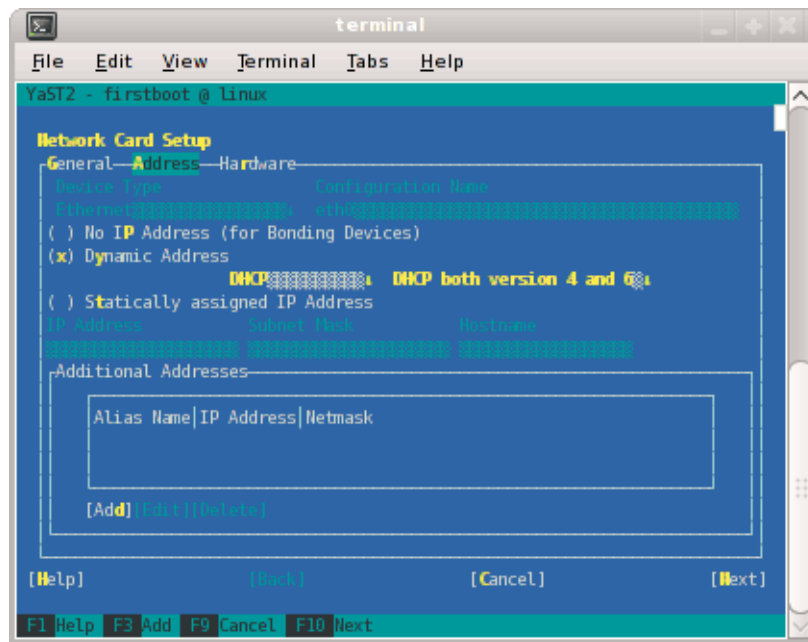 terminal
File Edit View Terminal Tabs Help
YaST2 - firstboot @ linux
Network Card Setup
General Address Hardware
Device Type Configuration Name
Ethernet eth0
( ) No IP Address (for Bonding Devices)
(x) Dynamic Address
DHCP DHCP both version 4 and 6
( ) Statically assigned IP Address
IP Address Subnet Mask Hostname
Additional Addresses
Alias Name|IP Address|Netmask
[Add][Edit][Delete]
[Help] [Back] [Cancel] [Next]
F1 Help F3 Add F9 Cancel F10 Next